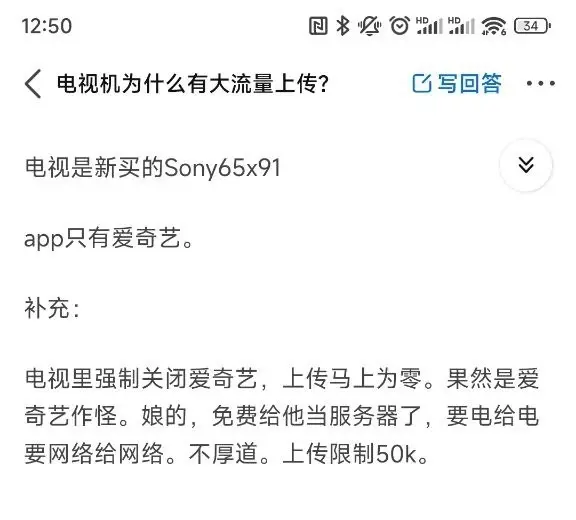 12:50 HD HD 6 34
电视机为什么有大流量上传？ 写回答
电视是新买的Sony65x91
app只有爱奇艺。
补充：
电视里强制关闭爱奇艺，上传马上为零。果然是爱
奇艺作怪。娘的，免费给他当服务器了，要电给电
要网络给网络。不厚道。上传限制50k。